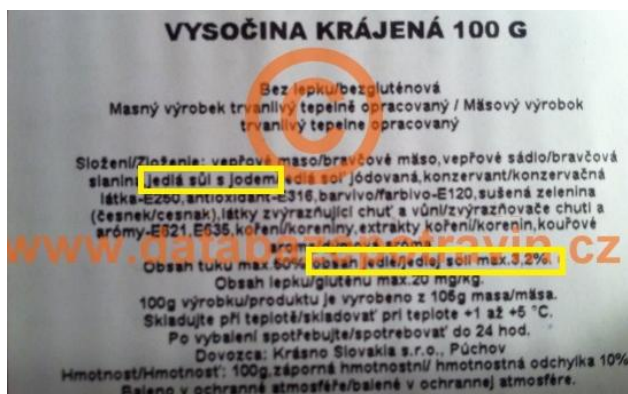 VYSOČINA KRÁJENÁ 100 G
Bez lepku/bezgluténová
Masný výrobek trvanlivý tepelně opracovaný / Mäsový výrobok
trvanlivý tepelne opracovaný
Složení/Zloženie: vepřové maso/bravčové mäso,vepřové sádlo/bravčová
slanina,jedlá sůl s jodem/jedlá soľ jódovaná,konzervant/konzervačná
látka-E250,antioxidant-E316,barvivo/farbivo-E120,sušená zelenina
(česnek/cesnak),látky zvýrazňující chuť a vůni/zvýrazňovače chuti a
arómy-E621,E635,koření/koreniny,extrakty koření/korenín,kouřové
www.databazepotravin.cz
Obsah tuku max.50%,obsah jedlé/jedlej soli max.3,2%.
Obsah lepku/gluténu max.20 mg/kg.
100g výrobku/produktu je vyrobeno z 105g masa/mäsa.
Skladujte při teplotě/skladovať pri teplote +1 až +5 °C.
Po vybalení spotřebujte/spotrebovať do 24 hod.
Dovozca: Krásno Slovakia s.r.o., Púchov
Hmotnost/Hmotnosť: 100g,záporná hmotnostní/ hmotnostná odchylka 10%
Baleno v ochranné atmosféře/balené v ochrannej atmosfére.